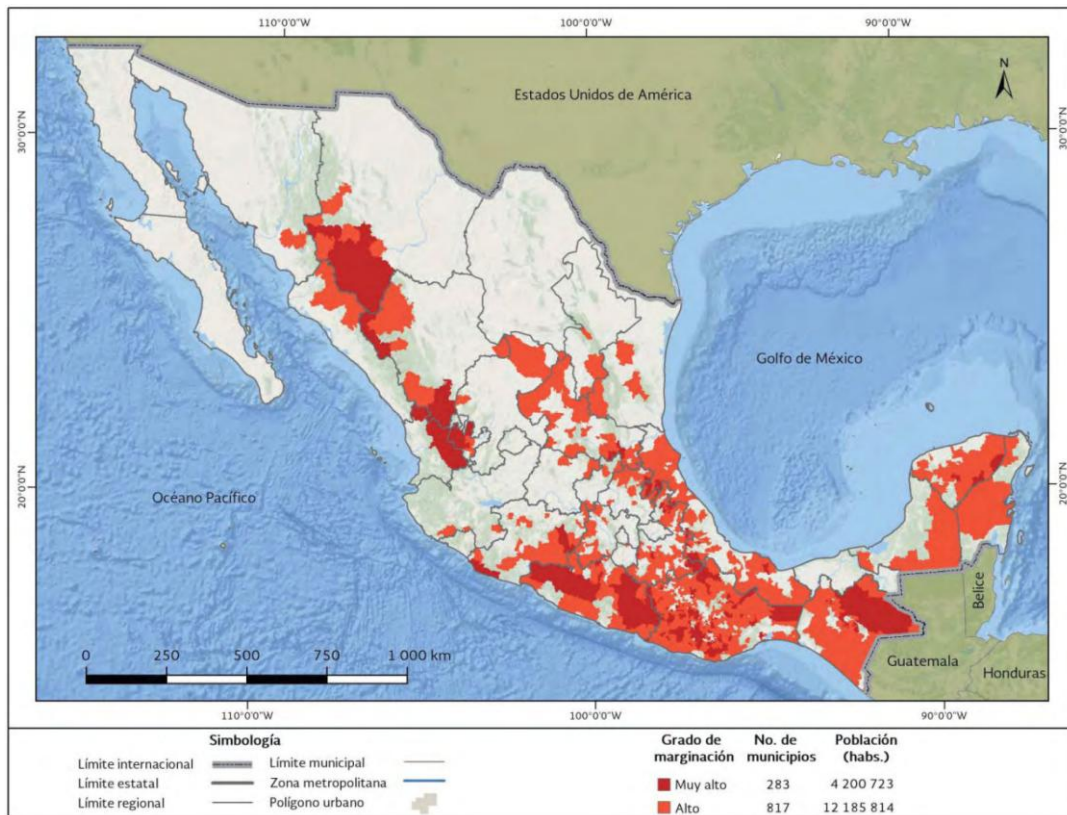 110°0'0"W 100°0'0"W 90°0'0"W
N
Estados Unidos de América
30°0'0"N 30°0'0"N
Golfo de México
Océano Pacífico
20°0'0"N 20°0'0"N
Belice
Guatemala
Honduras
0 250 500 750 1 000 km
110°0'0"W 100°0'0"W 90°0'0"W
Simbología
Límite internacional Límite municipal
Límite estatal Zona metropolitana
Límite regional Polígono urbano
Grado de marginación No. de municipios Población (habs.)
Muy alto 283 4 200 723
Alto 817 12 185 814